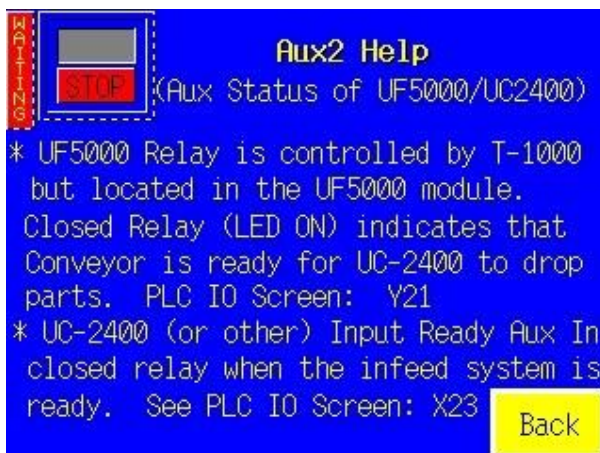 WAITING
STOP
Aux2 Help
(Aux Status of UF5000/UC2400)
* UF5000 Relay is controlled by T-1000
but located in the UF5000 module.
Closed Relay (LED ON) indicates that
Conveyor is ready for UC-2400 to drop
parts. PLC IO Screen: Y21
* UC-2400 (or other) Input Ready Aux In
closed relay when the infeed system is
ready. See PLC IO Screen: X23
Back